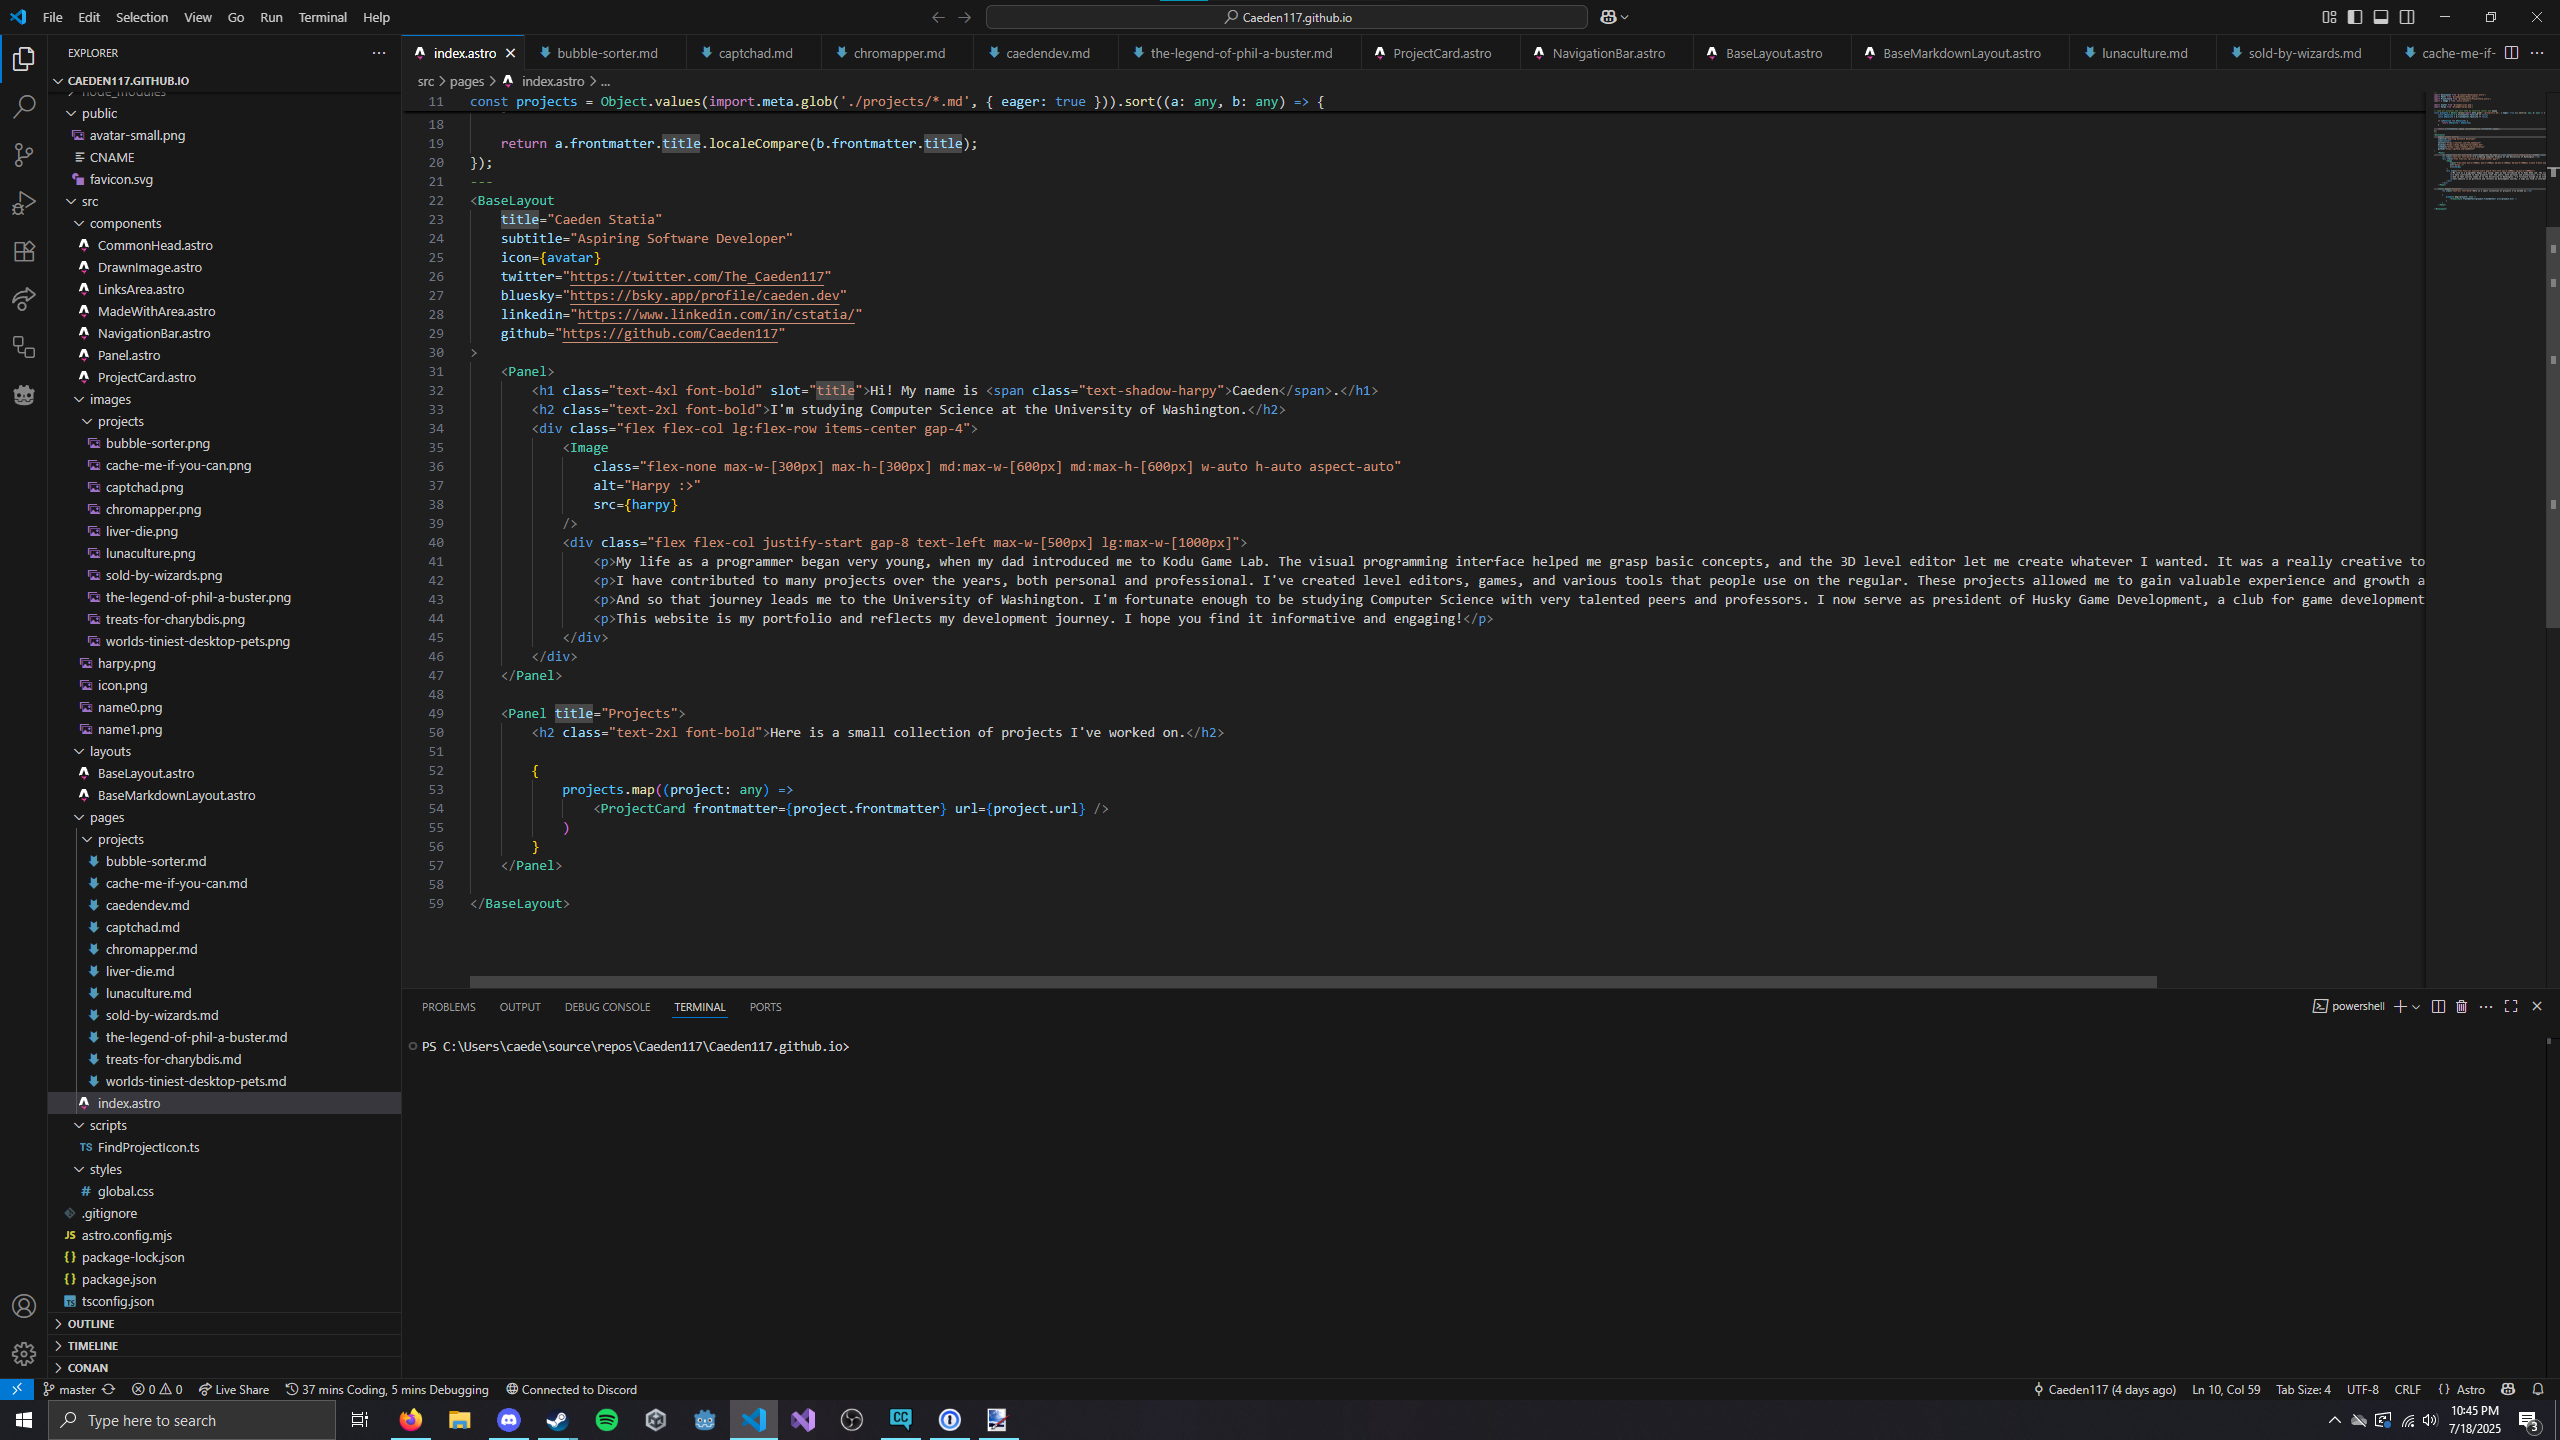 File Edit Selection View Go Run Terminal Help
Caeden117.github.io
EXPLORER
CAEDEN117.GITHUB.IO
node_modules
public
avatar-small.png
CNAME
favicon.svg
src
components
CommonHead.astro
DrawnImage.astro
LinksArea.astro
MadeWithArea.astro
NavigationBar.astro
Panel.astro
ProjectCard.astro
images
projects
bubble-sorter.png
cache-me-if-you-can.png
captchad.png
chromapper.png
liver-die.png
lunaculture.png
sold-by-wizards.png
the-legend-of-phil-a-buster.png
treats-for-charybdis.png
worlds-tiniest-desktop-pets.png
harpy.png
icon.png
name0.png
name1.png
layouts
BaseLayout.astro
BaseMarkdownLayout.astro
pages
projects
bubble-sorter.md
cache-me-if-you-can.md
caedendev.md
captchad.md
chromapper.md
liver-die.md
lunaculture.md
sold-by-wizards.md
the-legend-of-phil-a-buster.md
treats-for-charybdis.md
worlds-tiniest-desktop-pets.md
index.astro
scripts
TS FindProjectIcon.ts
styles
# global.css
.gitignore
JS astro.config.mjs
{} package-lock.json
{} package.json
TS tsconfig.json
OUTLINE
TIMELINE
CONAN
index.astro bubble-sorter.md captchad.md chromapper.md caedendev.md the-legend-of-phil-a-buster.md ProjectCard.astro NavigationBar.astro BaseLayout.astro BaseMarkdownLayout.astro lunaculture.md sold-by-wizards.md cache-me-if-
src > pages > index.astro > ...
11 const projects = Object.values(import.meta.glob('./projects/*.md', { eager: true })).sort((a: any, b: any) => {
18
19 return a.frontmatter.title.localeCompare(b.frontmatter.title);
20 });
21 ---
22 <BaseLayout
23 title="Caeden Statia"
24 subtitle="Aspiring Software Developer"
25 icon={avatar}
26 twitter="https://twitter.com/The_Caeden117"
27 bluesky="https://bsky.app/profile/caeden.dev"
28 linkedin="https://www.linkedin.com/in/cstatia/"
29 github="https://github.com/Caeden117"
30 >
31 <Panel>
32 <h1 class="text-4xl font-bold" slot="title">Hi! My name is <span class="text-shadow-harpy">Caeden</span>.</h1>
33 <h2 class="text-2xl font-bold">I'm studying Computer Science at the University of Washington.</h2>
34 <div class="flex flex-col lg:flex-row items-center gap-4">
35 <Image
36 class="flex-none max-w-[300px] max-h-[300px] md:max-w-[600px] md:max-h-[600px] w-auto h-auto aspect-auto"
37 alt="Harpy :>"
38 src={harpy}
39 />
40 <div class="flex flex-col justify-start gap-8 text-left max-w-[500px] lg:max-w-[1000px]">
41 <p>My life as a programmer began very young, when my dad introduced me to Kodu Game Lab. The visual programming interface helped me grasp basic concepts, and the 3D level editor let me create whatever I wanted. It was a really creative to
42 <p>I have contributed to many projects over the years, both personal and professional. I've created level editors, games, and various tools that people use on the regular. These projects allowed me to gain valuable experience and growth a
43 <p>And so that journey leads me to the University of Washington. I'm fortunate enough to be studying Computer Science with very talented peers and professors. I now serve as president of Husky Game Development, a club for game development
44 <p>This website is my portfolio and reflects my development journey. I hope you find it informative and engaging!</p>
45 </div>
46 </div>
47 </Panel>
48
49 <Panel title="Projects">
50 <h2 class="text-2xl font-bold">Here is a small collection of projects I've worked on.</h2>
51
52 {
53 projects.map((project: any) =>
54 <ProjectCard frontmatter={project.frontmatter} url={project.url} />
55 )
56 }
57 </Panel>
58
59 </BaseLayout>
PROBLEMS OUTPUT DEBUG CONSOLE TERMINAL PORTS
powershell
PS C:\Users\caede\source\repos\Caeden117\Caeden117.github.io>
master 0 0 Live Share 37 mins Coding, 5 mins Debugging Connected to Discord
Caeden117 (4 days ago) Ln 10, Col 59 Tab Size: 4 UTF-8 CRLF {} Astro
Type here to search
CC
10:45 PM
7/18/2025
3